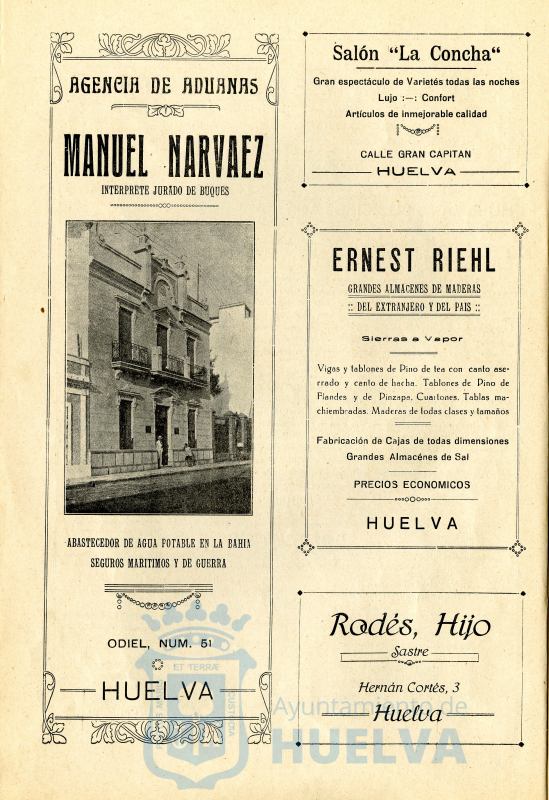 AGENCIA DE ADUANAS
MANUEL NARVAEZ
INTERPRETE JURADO DE BUQUES
ABASTECEDOR DE AGUA POTABLE EN LA BAHIA
SEGUROS MARITIMOS Y DE GUERRA
ODIEL, NUM. 51
HUELVA
Salón "La Concha"
Gran espectáculo de Varietés todas las noches
Lujo :—: Confort
Artículos de inmejorable calidad
CALLE GRAN CAPITAN
HUELVA
ERNEST RIEHL
GRANDES ALMACENES DE MADERAS
:: DEL EXTRANJERO Y DEL PAIS ::
Sierras a Vapor
Vigas y tablones de Pino de tea con canto ase-
rrado y canto de hacha. Tablones de Pino de
Flandes y de Pinzapa, Cuartones, Tablas ma-
chiembradas. Maderas de todas clases y tamaños
Fabricación de Cajas de todas dimensiones
Grandes Almacénes de Sal
PRECIOS ECONOMICOS
HUELVA
Rodés, Hijo
Sastre
Hernán Cortés, 3
Huelva
ET TERRÆ
CUSTODIA
Ayuntamiento de
HUELVA